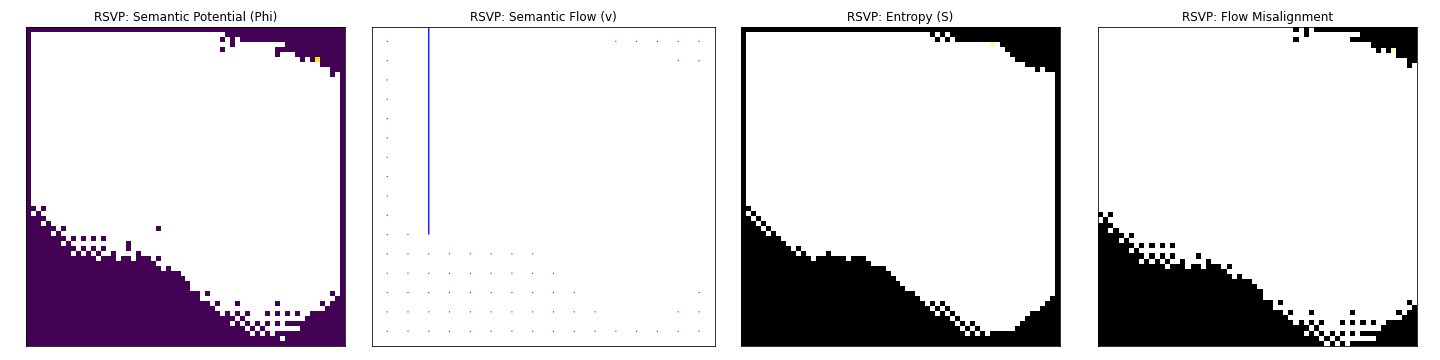 RSVP: Semantic Potential (Phi)
RSVP: Semantic Flow (v)
RSVP: Entropy (S)
RSVP: Flow Misalignment